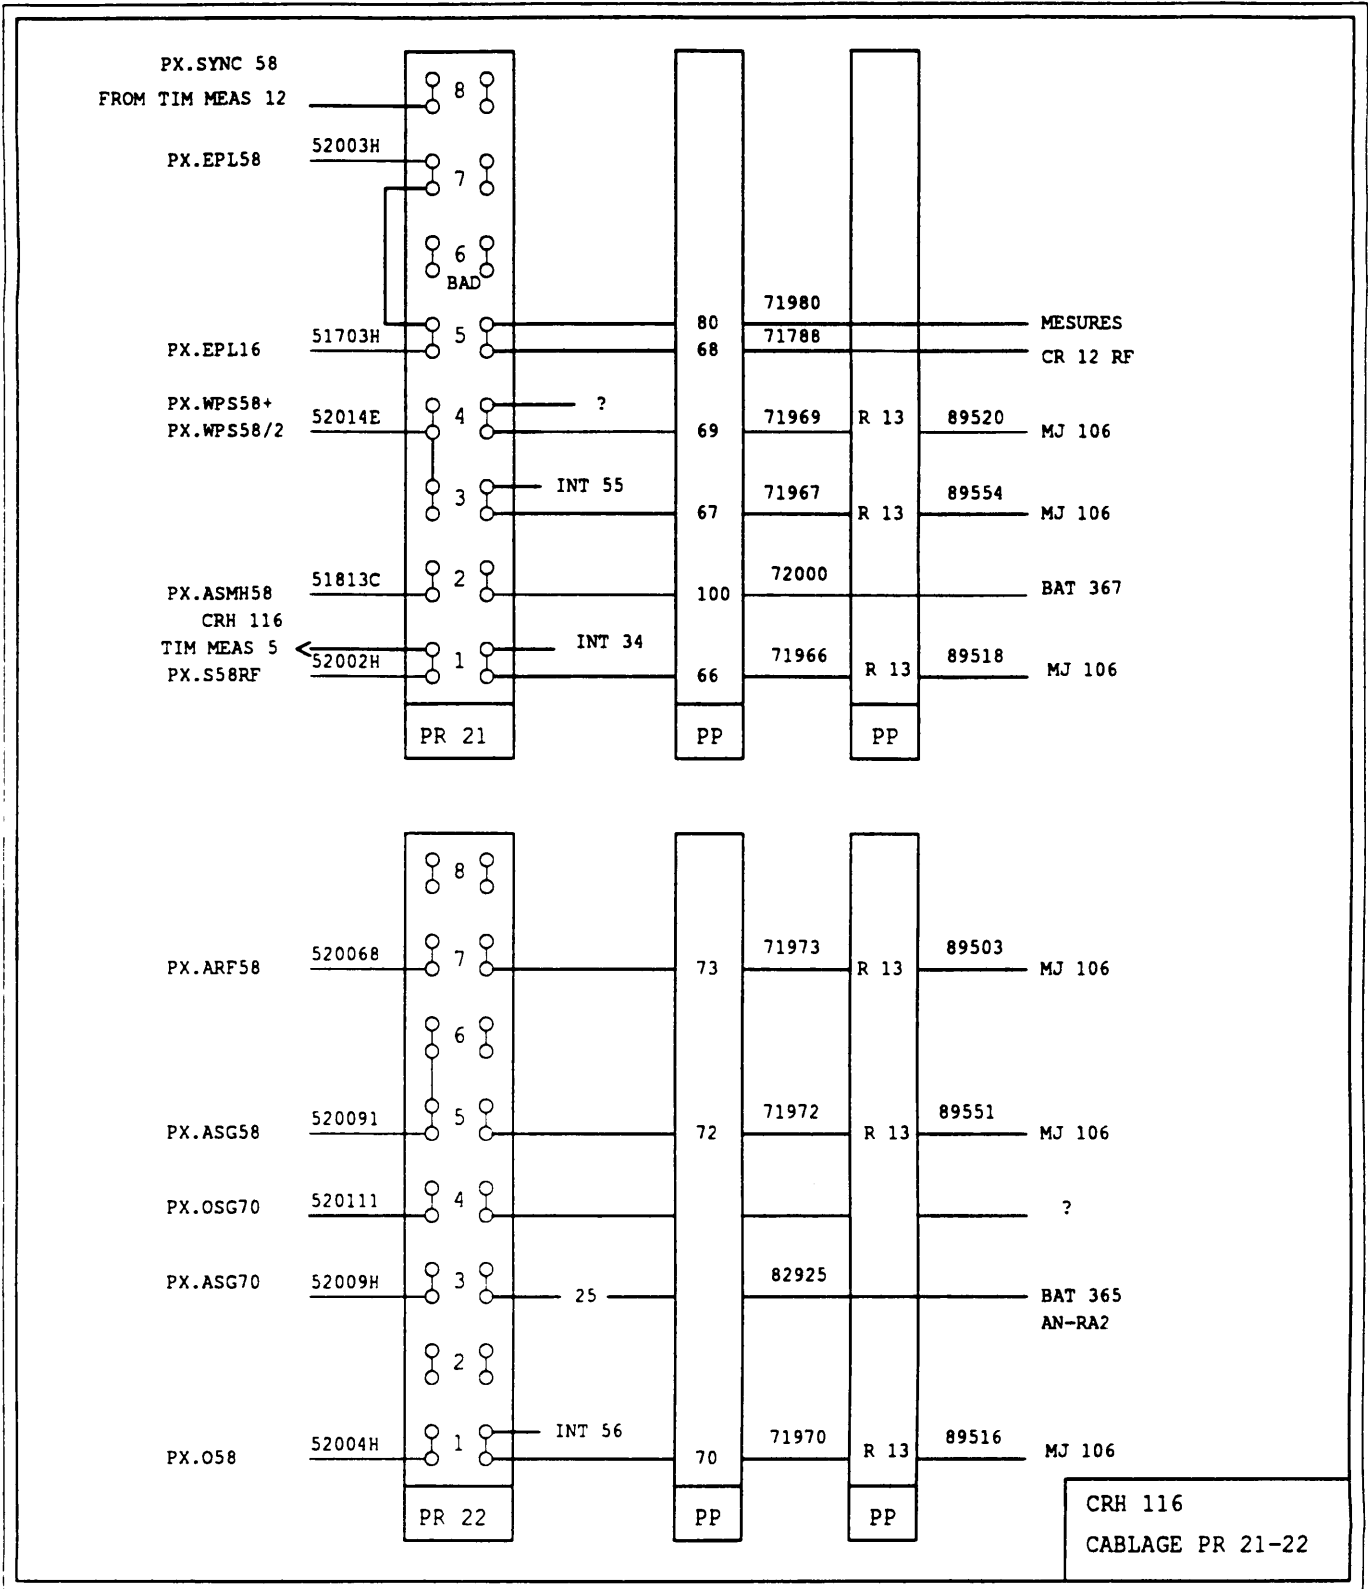 PX.SYNC 58
FROM TIM MEAS 12
8
PX.EPL58 52003H
7
6
BAD
71980
80 MESURES
PX.EPL16 51703H 5 68 71788 CR 12 RF
PX.WPS58+ 4 ?
PX.WPS58/2 52014E 69 71969 R 13 89520 MJ 106
3 INT 55
67 71967 R 13 89554 MJ 106
PX.ASMH58 51813C 2 100 72000 BAT 367
CRH 116
TIM MEAS 5 1 INT 34
PX.S58RF 52002H 66 71966 R 13 89518 MJ 106
PR 21 PP PP
8
PX.ARF58 520068 7 73 71973 R 13 89503 MJ 106
6
PX.ASG58 520091 5 72 71972 R 13 89551 MJ 106
PX.OSG70 520111 4 ?
PX.ASG70 52009H 3 25 82925 BAT 365
AN-RA2
2
INT 56
PX.O58 52004H 1 70 71970 R 13 89516 MJ 106
PR 22 PP PP
CRH 116
CABLAGE PR 21-22